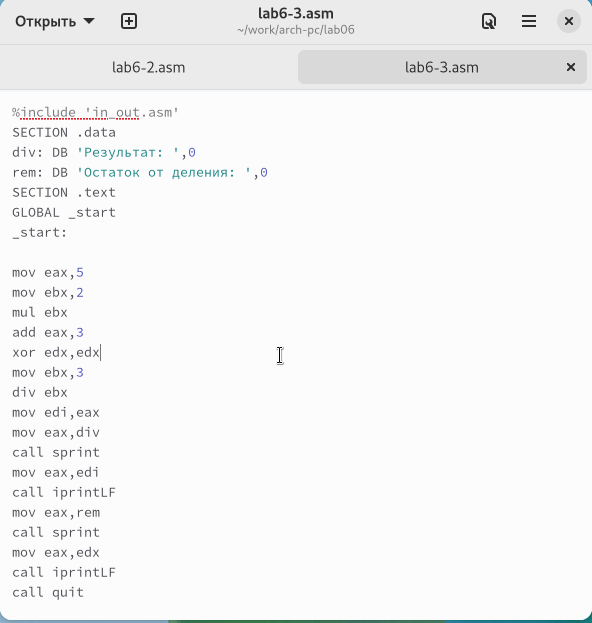 Открыть
lab6-3.asm
~/work/arch-pc/lab06
lab6-2.asm
lab6-3.asm
%include 'in_out.asm'
SECTION .data
div: DB 'Результат: ',0
rem: DB 'Остаток от деления: ',0
SECTION .text
GLOBAL _start
_start:
mov eax,5
mov ebx,2
mul ebx
add eax,3
xor edx,edx
mov ebx,3
div ebx
mov edi,eax
mov eax,div
call sprint
mov eax,edi
call iprintLF
mov eax,rem
call sprint
mov eax,edx
call iprintLF
call quit